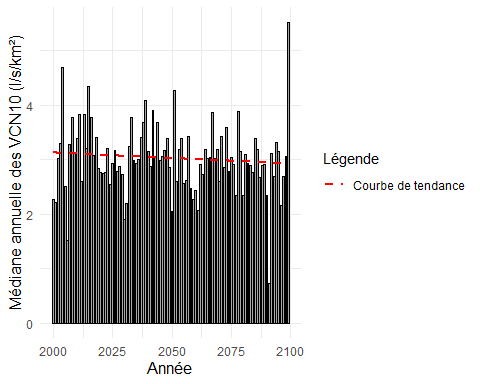 Médiane annuelle des VCN10 (l/s/km²)
4
2
0
2000 2025 2050 2075 2100
Année
Légende
Courbe de tendance